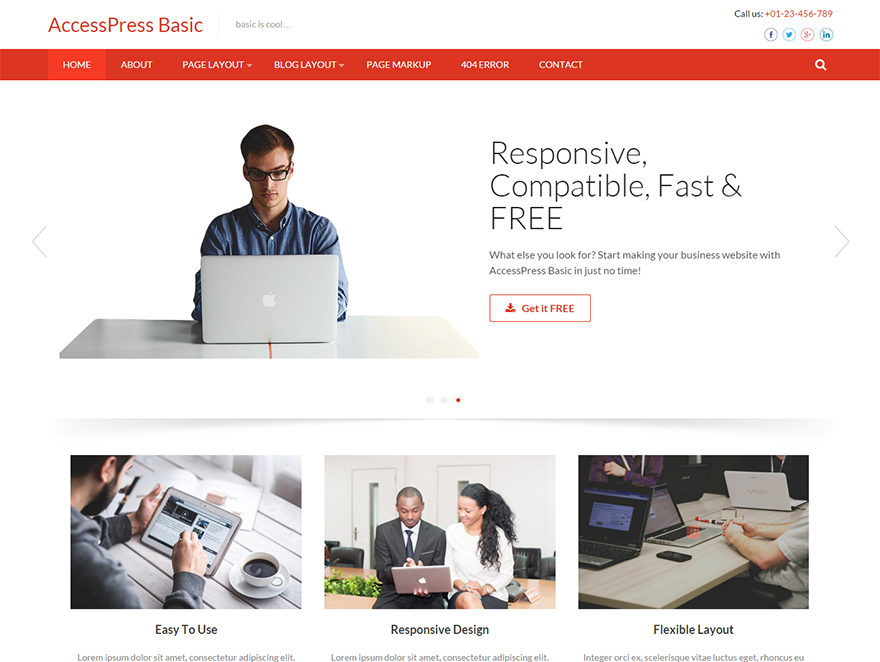 AccessPress Basic
basic is cool...
Call us: +01-23-456-789
HOME ABOUT PAGE LAYOUT BLOG LAYOUT PAGE MARKUP 404 ERROR CONTACT
Responsive,
Compatible, Fast &
FREE
What else you look for? Start making your business website with
AccessPress Basic in just no time!
Get it FREE
VAIO
Easy To Use
Responsive Design
Flexible Layout
Lorem ipsum dolor sit amet, consectetur adipiscing elit.
Lorem ipsum dolor sit amet, consectetur adipiscing elit.
Integer orci ex, scelerisque vitae luctus eget, rhoncus eu